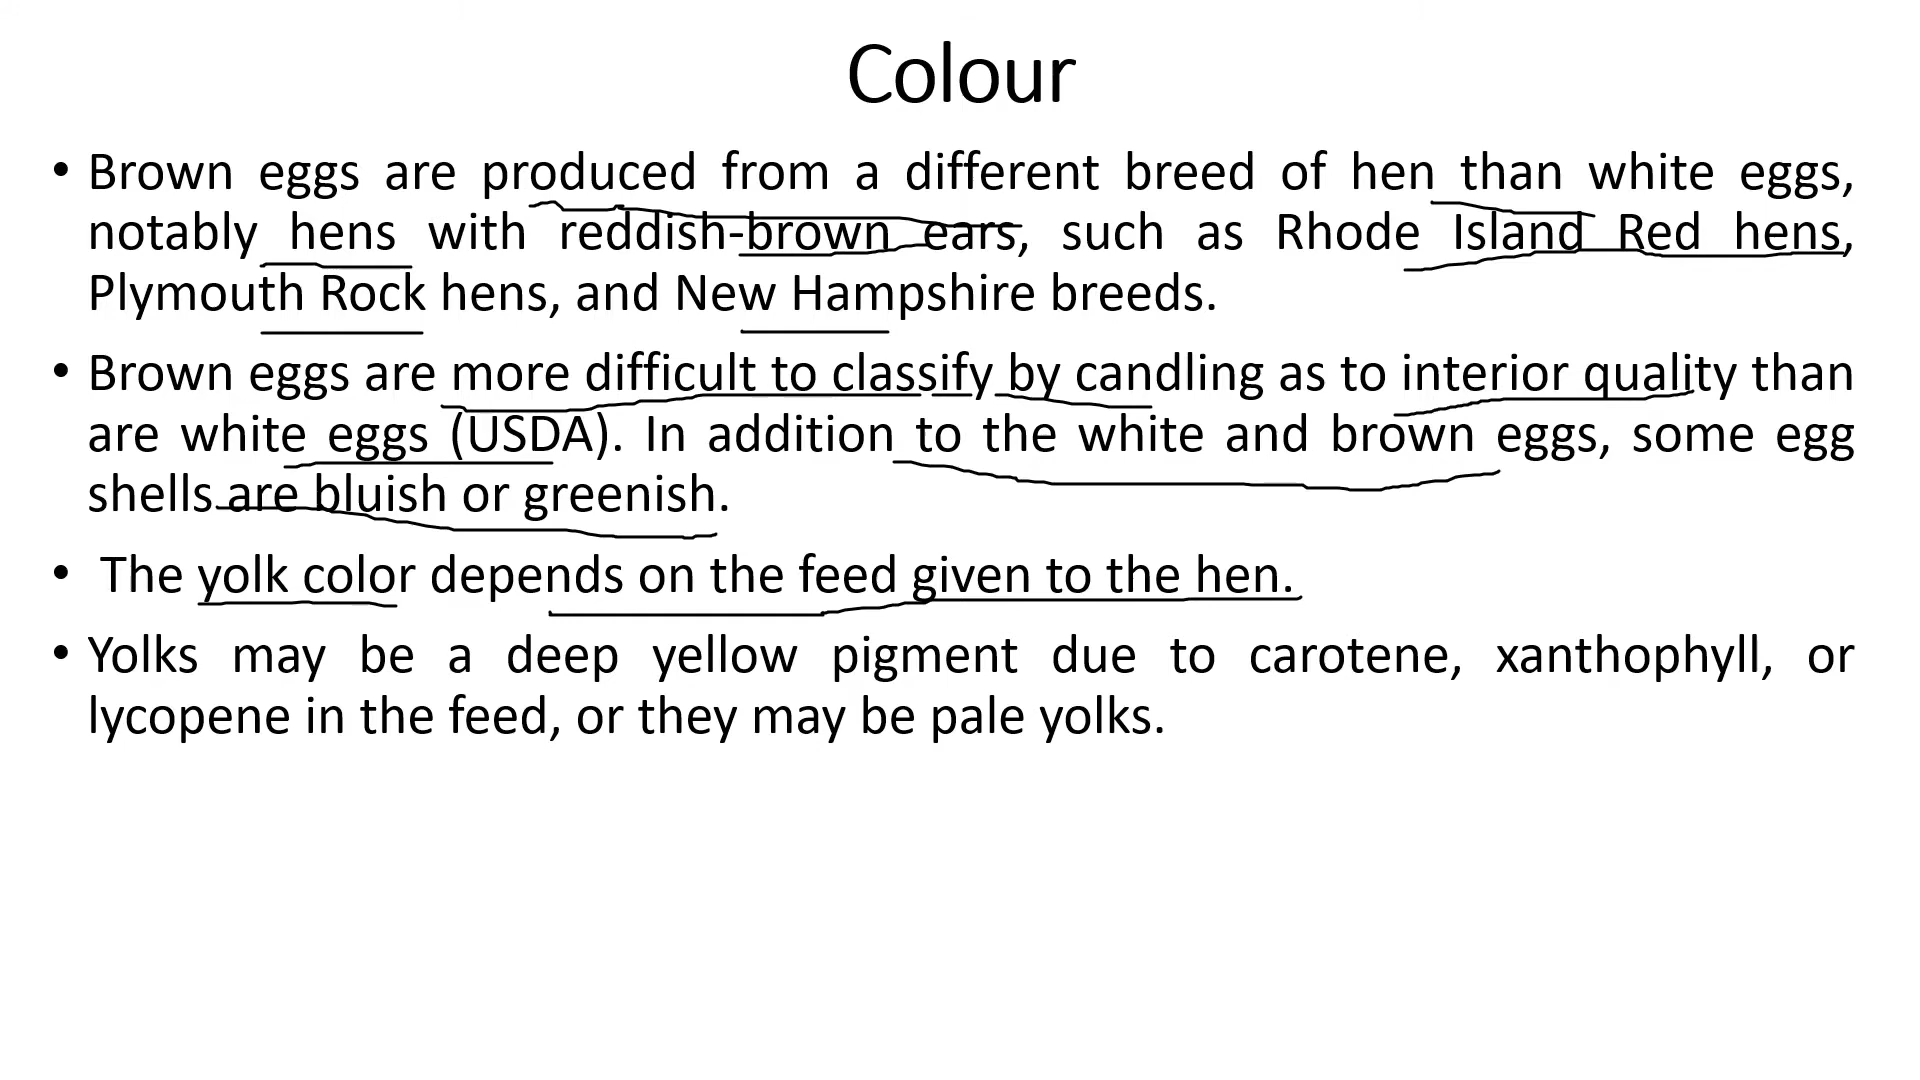 Colour
• Brown eggs are produced from a different breed of hen than white eggs,
notably hens with reddish-brown ears, such as Rhode Island Red hens,
Plymouth Rock hens, and New Hampshire breeds.
• Brown eggs are more difficult to classify by candling as to interior quality than
are white eggs (USDA). In addition to the white and brown eggs, some egg
shells are bluish or greenish.
• The yolk color depends on the feed given to the hen.
• Yolks may be a deep yellow pigment due to carotene, xanthophyll, or
lycopene in the feed, or they may be pale yolks.